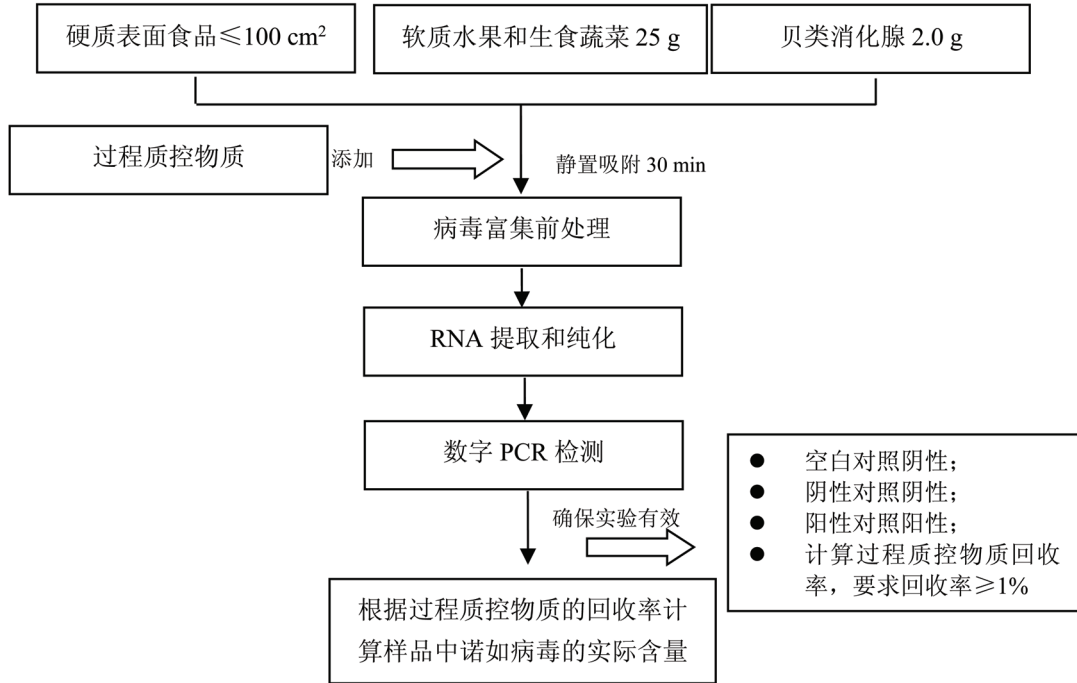 硬质表面食品≤100 cm²
软质水果和生食蔬菜 25 g
贝类消化腺 2.0 g
过程质控物质
添加
静置吸附 30 min
病毒富集前处理
RNA 提取和纯化
数字 PCR 检测
确保实验有效
● 空白对照阴性；
● 阴性对照阴性；
● 阳性对照阳性；
● 计算过程质控物质回收
率，要求回收率≥1%
根据过程质控物质的回收率计
算样品中诺如病毒的实际含量